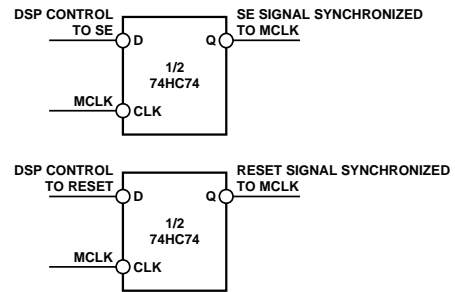 DSP CONTROL
TO SE
SE SIGNAL SYNCHRONIZED
TO MCLK
D
Q
1/2
74HC74
MCLK
CLK
DSP CONTROL
TO RESET
RESET SIGNAL SYNCHRONIZED
TO MCLK
D
Q
1/2
74HC74
MCLK
CLK